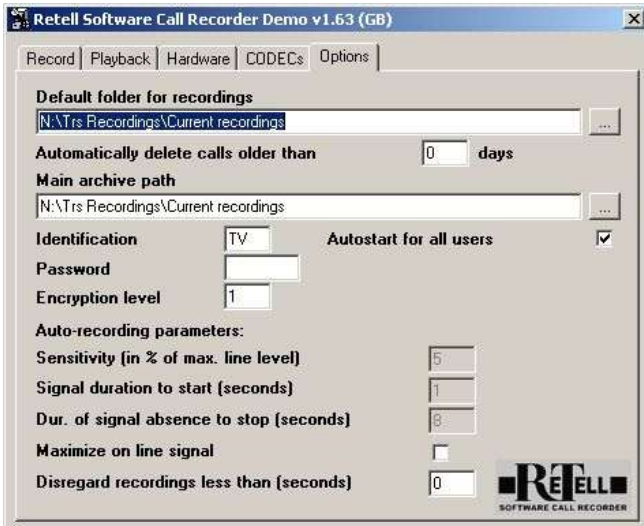 Retell Software Call Recorder Demo v1.63 (GB)
Record Playback Hardware CODECs Options
Default folder for recordings
N:\Trs Recordings\Current recordings ...
Automatically delete calls older than 0 days
Main archive path
N:\Trs Recordings\Current recordings ...
Identification TV Autostart for all users
Password
Encryption level 1
Auto-recording parameters:
Sensitivity (in % of max. line level) 5
Signal duration to start (seconds) 1
Dur. of signal absence to stop (seconds) 8
Maximize on line signal
Disregard recordings less than (seconds) 0
RETELL
SOFTWARE CALL RECORDER